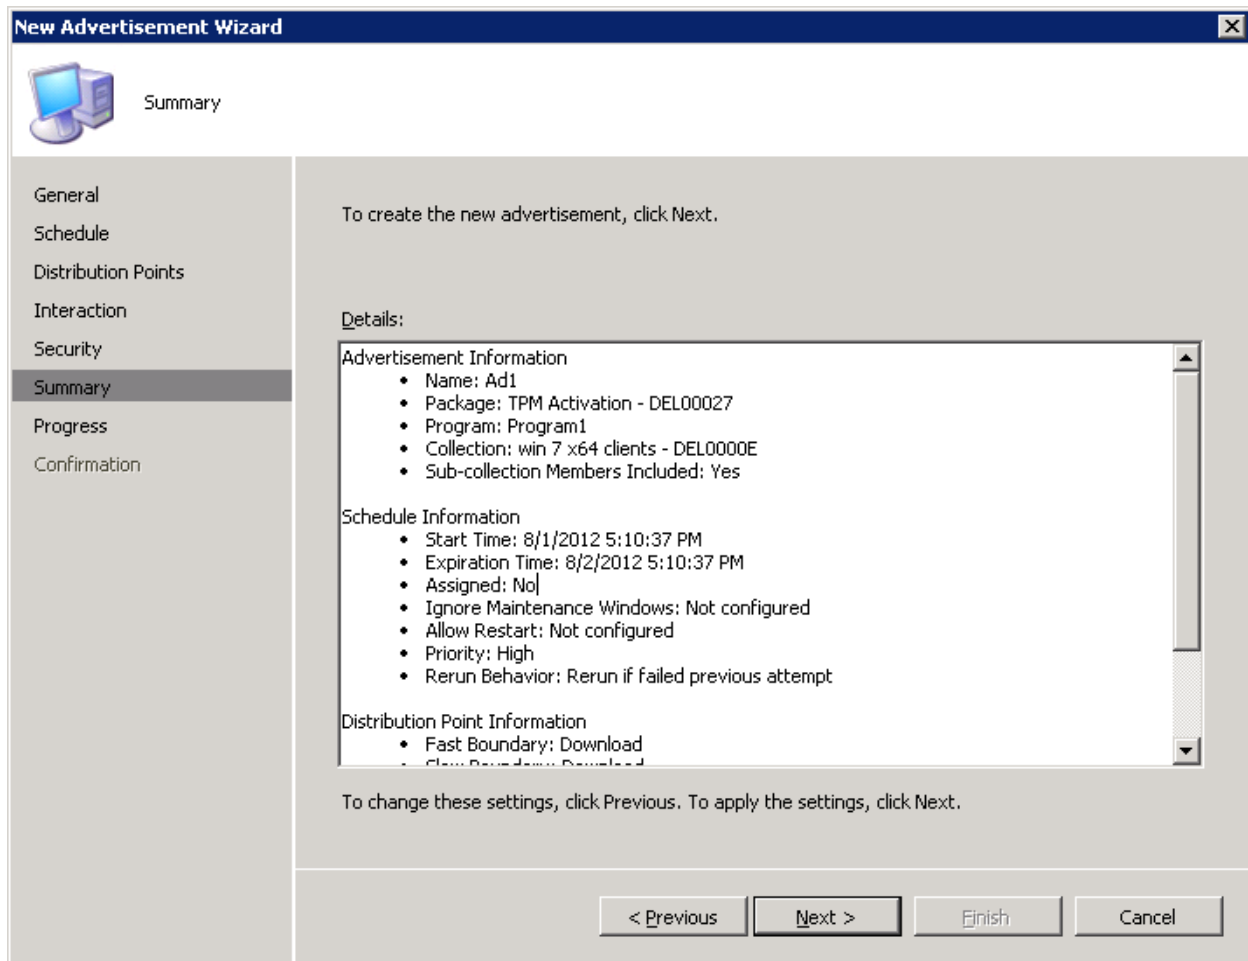 New Advertisement Wizard
Summary
General
Schedule
Distribution Points
Interaction
Security
Summary
Progress
Confirmation
To create the new advertisement, click Next.
Details:
Advertisement Information
• Name: Ad1
• Package: TPM Activation - DEL00027
• Program: Program1
• Collection: win 7 x64 clients - DEL0000E
• Sub-collection Members Included: Yes
Schedule Information
• Start Time: 8/1/2012 5:10:37 PM
• Expiration Time: 8/2/2012 5:10:37 PM
• Assigned: No
• Ignore Maintenance Windows: Not configured
• Allow Restart: Not configured
• Priority: High
• Rerun Behavior: Rerun if failed previous attempt
Distribution Point Information
• Fast Boundary: Download
• Slow Boundary: Download
To change these settings, click Previous. To apply the settings, click Next.
< Previous
Next >
Finish
Cancel